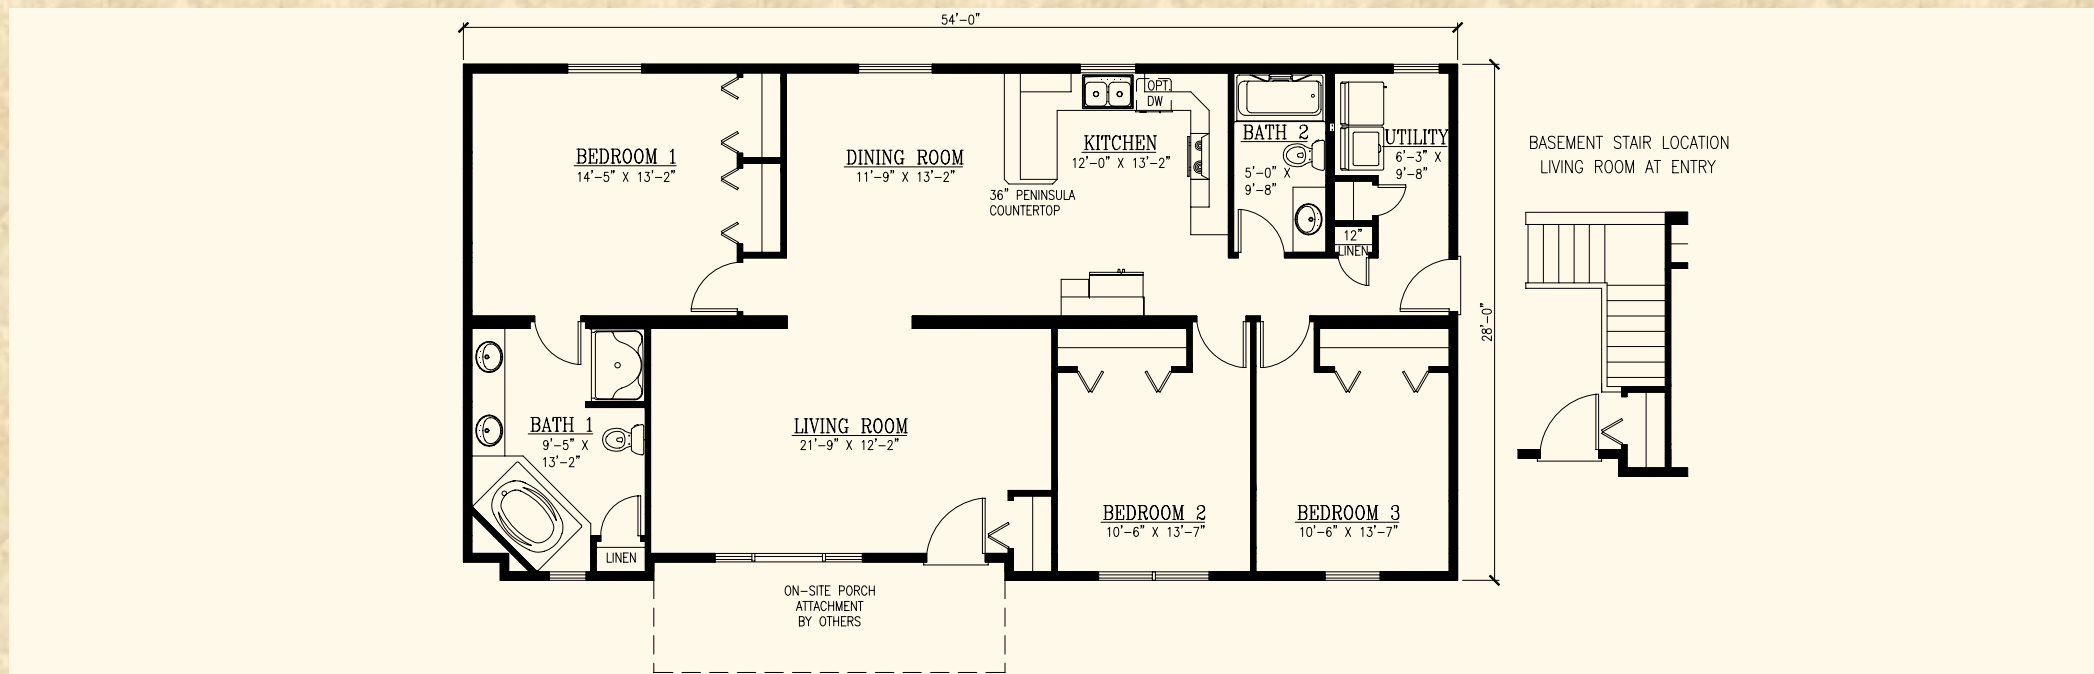 54'-0"
BEDROOM 1
14'-5" X 13'-2"
DINING ROOM
11'-9" X 13'-2"
36" PENINSULA
COUNTERTOP
OPT.
DW
KITCHEN
12'-0" X 13'-2"
BATH 2
5'-0" X
9'-8"
UTILITY
6'-3" X
9'-8"
12"
LINEN
28'-0"
BATH 1
9'-5" X
13'-2"
LINEN
LIVING ROOM
21'-9" X 12'-2"
BEDROOM 2
10'-6" X 13'-7"
BEDROOM 3
10'-6" X 13'-7"
ON-SITE PORCH
ATTACHMENT
BY OTHERS
BASEMENT STAIR LOCATION
LIVING ROOM AT ENTRY